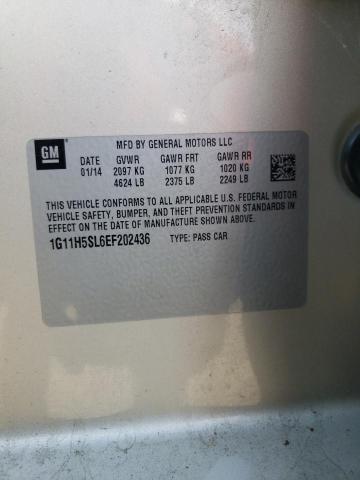 GM
MFD BY GENERAL MOTORS LLC
DATE GVWR GAWR FRT GAWR RR
01/14 2097 KG 1077 KG 1020 KG
4624 LB 2375 LB 2249 LB
THIS VEHICLE CONFORMS TO ALL APPLICABLE U.S. FEDERAL MOTOR
VEHICLE SAFETY, BUMPER, AND THEFT PREVENTION STANDARDS IN
EFFECT ON THE DATE OF MANUFACTURE SHOWN ABOVE.
1G11H5SL6EF202436 TYPE: PASS CAR